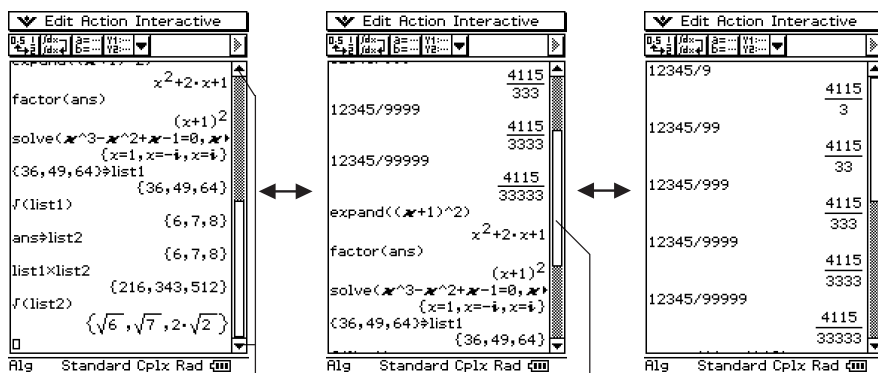 Edit Action Interactive
expand((x+1)^2)
x²+2·x+1
factor(ans)
(x+1)²
solve(x^3-x^2+x-1=0,x
{x=1,x=-i,x=i}
{36,49,64}⇒list1
{36,49,64}
√(list1)
{6,7,8}
ans⇒list2
{6,7,8}
list1×list2
{216,343,512}
√(list2)
{√6,√7,2·√2}
Alg Standard Cplx Rad
Edit Action Interactive
4115/333
12345/9999
4115/3333
12345/99999
4115/33333
expand((x+1)^2)
x²+2·x+1
factor(ans)
(x+1)²
solve(x^3-x^2+x-1=0,x
{x=1,x=-i,x=i}
{36,49,64}⇒list1
{36,49,64}
Alg Standard Cplx Rad
Edit Action Interactive
12345/9
4115/3
12345/99
4115/33
12345/999
4115/333
12345/9999
4115/3333
12345/99999
4115/33333
Alg Standard Cplx Rad